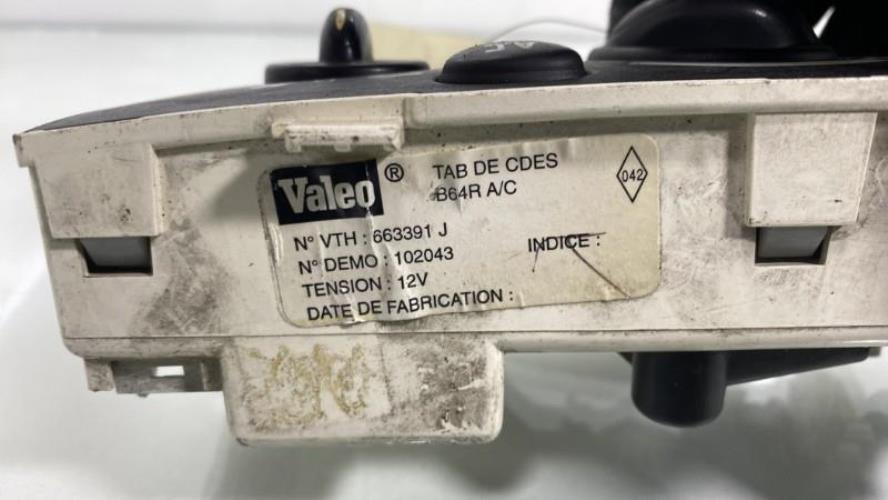 Valeo ®
TAB DE CDES
B64R A/C
042
N° VTH : 663391 J
N° DEMO : 102043
INDICE :
TENSION : 12V
DATE DE FABRICATION :